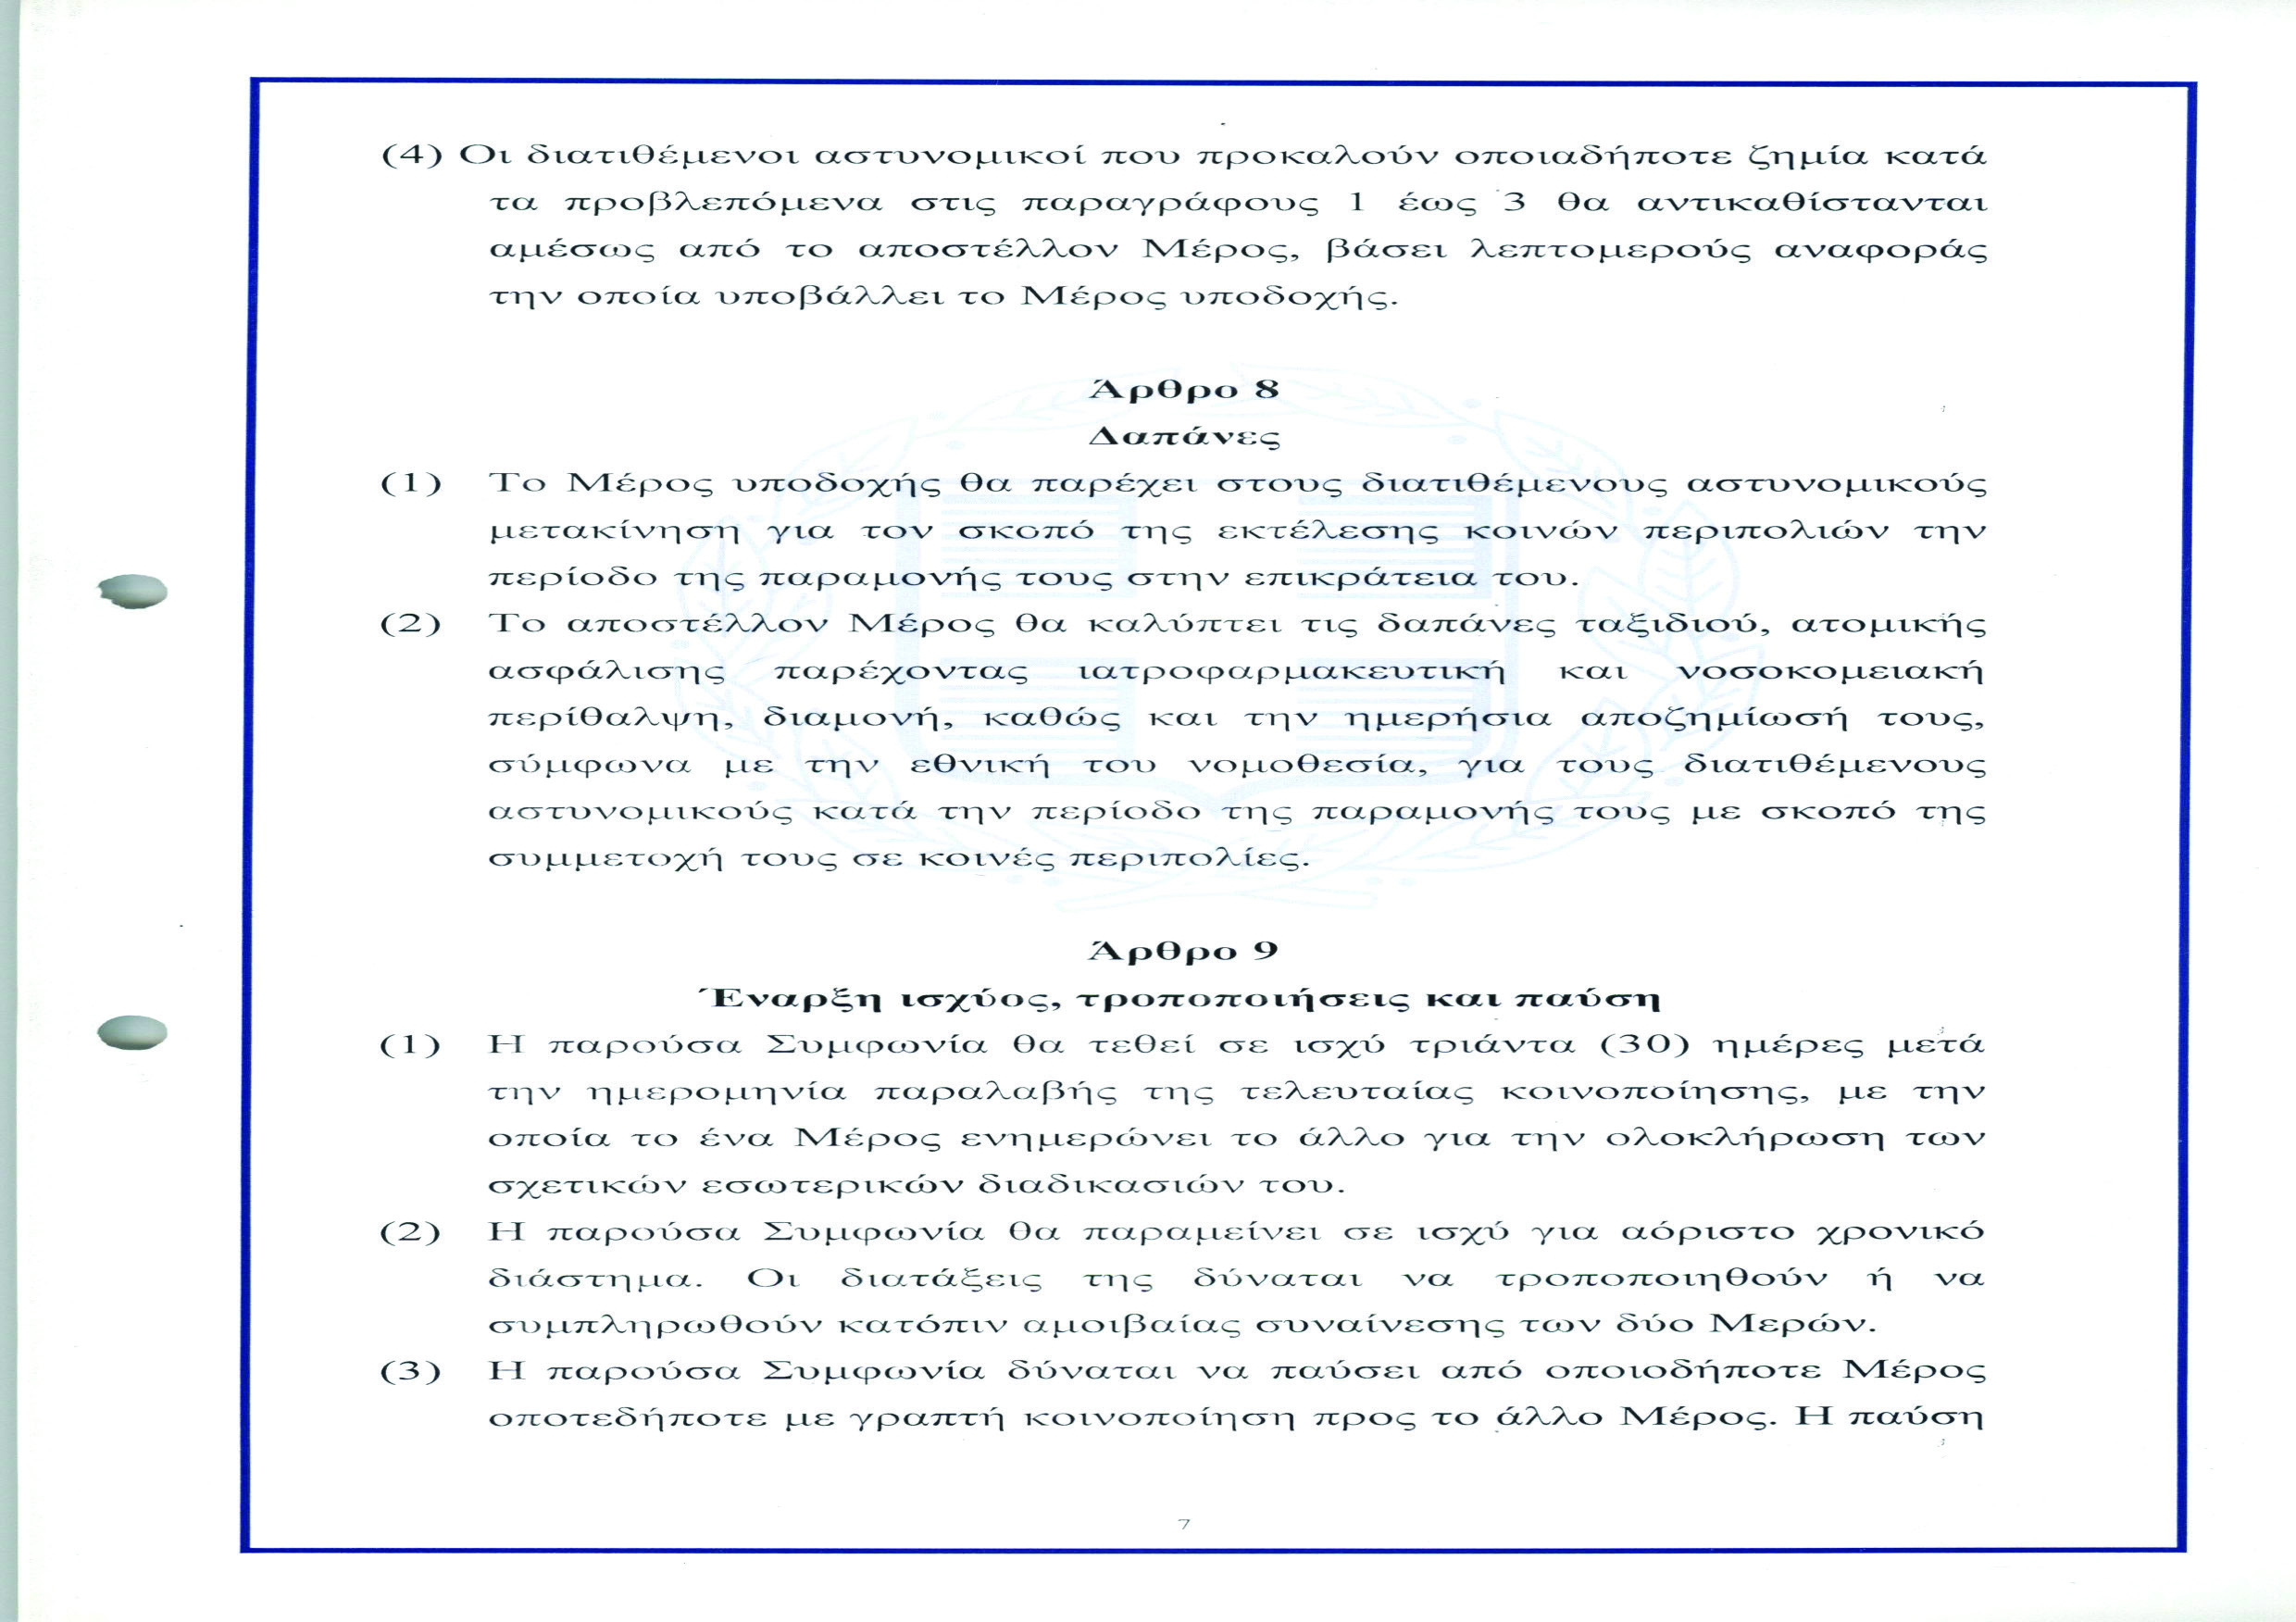 (4) Οι διατιθέμενοι αστυνομικοί που προκαλούν οποιαδήποτε ζημία κατά
τα προβλεπόμενα στις παραγράφους 1 έως 3 θα αντικαθίστανται
αμέσως από το αποστέλλον Μέρος, βάσει λεπτομερούς αναφοράς
την οποία υποβάλλει το Μέρος υποδοχής.
Άρθρο 8
Δαπάνες
(1) Το Μέρος υποδοχής θα παρέχει στους διατιθέμενους αστυνομικούς
μετακίνηση για τον σκοπό της εκτέλεσης κοινών περιπολιών την
περίοδο της παραμονής τους στην επικράτεια του.
(2) Το αποστέλλον Μέρος θα καλύπτει τις δαπάνες ταξιδιού, ατομικής
ασφάλισης παρέχοντας ιατροφαρμακευτική και νοσοκομειακή
περίθαλψη, διαμονή, καθώς και την ημερήσια αποζημίωσή τους,
σύμφωνα με την εθνική του νομοθεσία, για τους διατιθέμενους
αστυνομικούς κατά την περίοδο της παραμονής τους με σκοπό της
συμμετοχή τους σε κοινές περιπολίες.
Άρθρο 9
Έναρξη ισχύος, τροποποιήσεις και παύση
(1) Η παρούσα Συμφωνία θα τεθεί σε ισχύ τριάντα (30) ημέρες μετά
την ημερομηνία παραλαβής της τελευταίας κοινοποίησης, με την
οποία το ένα Μέρος ενημερώνει το άλλο για την ολοκλήρωση των
σχετικών εσωτερικών διαδικασιών του.
(2) Η παρούσα Συμφωνία θα παραμείνει σε ισχύ για αόριστο χρονικό
διάστημα. Οι διατάξεις της δύναται να τροποποιηθούν ή να
συμπληρωθούν κατόπιν αμοιβαίας συναίνεσης των δύο Μερών.
(3) Η παρούσα Συμφωνία δύναται να παύσει από οποιοδήποτε Μέρος
οποτεδήποτε με γραπτή κοινοποίηση προς το άλλο Μέρος. Η παύση
7